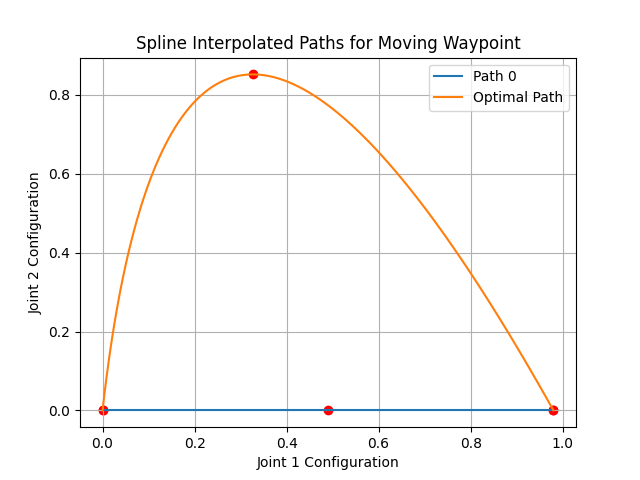 Spline Interpolated Paths for Moving Waypoint
Path 0
Optimal Path
Joint 2 Configuration
0.8
0.6
0.4
0.2
0.0
0.0 0.2 0.4 0.6 0.8 1.0
Joint 1 Configuration